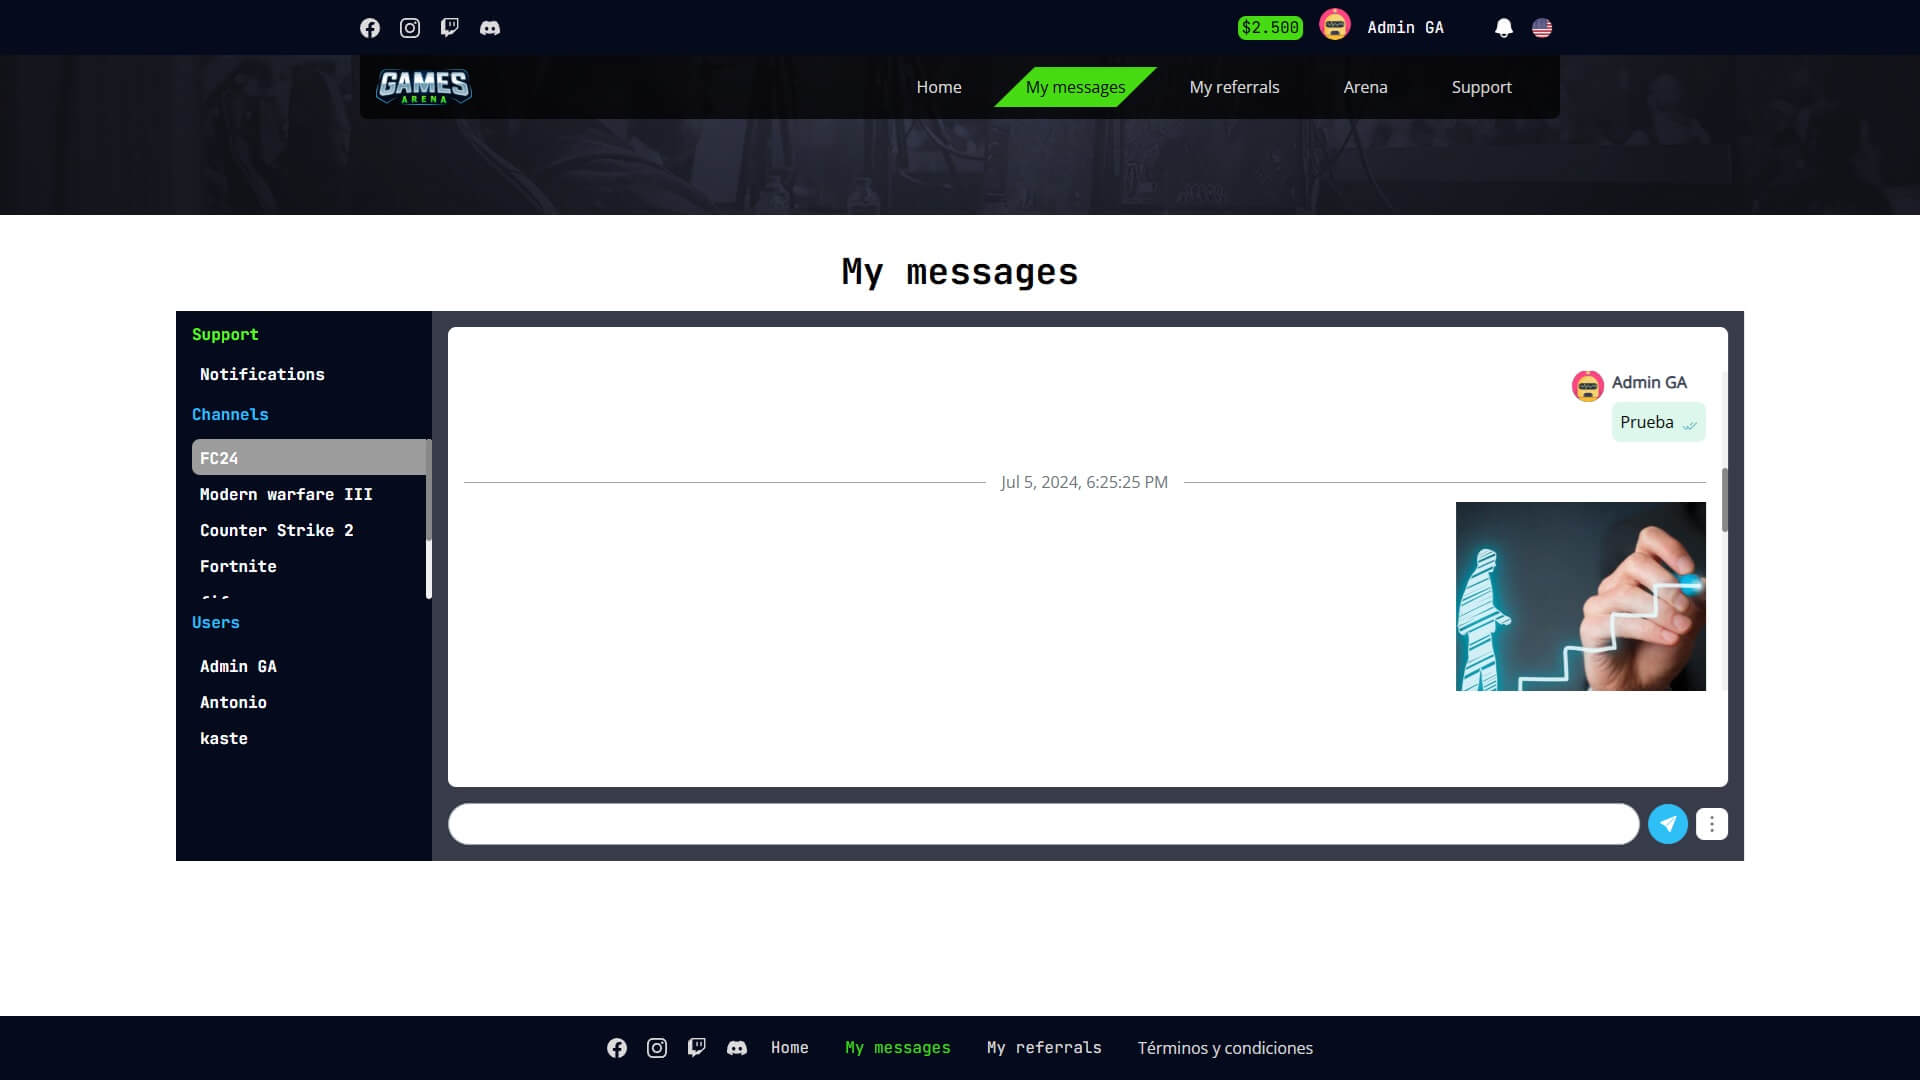 $2.500
Admin GA
GAMES
ARENA
Home
My messages
My referrals
Arena
Support
My messages
Support
Notifications
Channels
FC24
Modern warfare III
Counter Strike 2
Fortnite
Users
Admin GA
Antonio
kaste
Admin GA
Prueba
Jul 5, 2024, 6:25:25 PM
Home
My messages
My referrals
Términos y condiciones